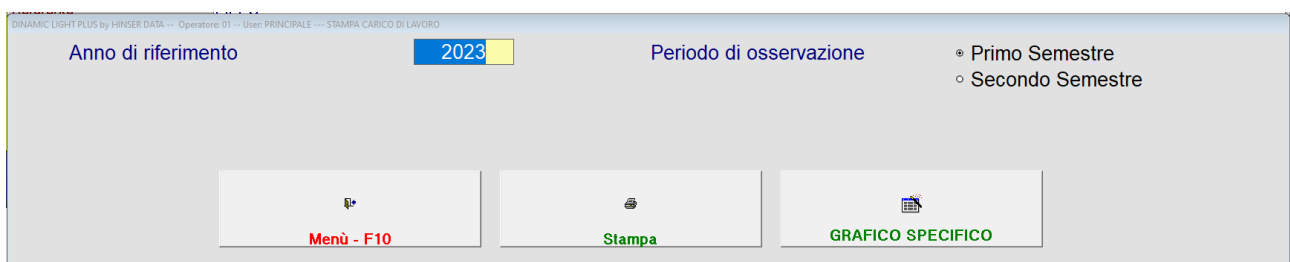 DINAMIC LIGHT PLUS by HINSER DATA -- Operatore: 01 -- User: PRINCIPALE --- STAMPA CARICO DI LAVORO
Anno di riferimento 2023 Periodo di osservazione Primo Semestre
Secondo Semestre
Menù - F10 Stampa GRAFICO SPECIFICO